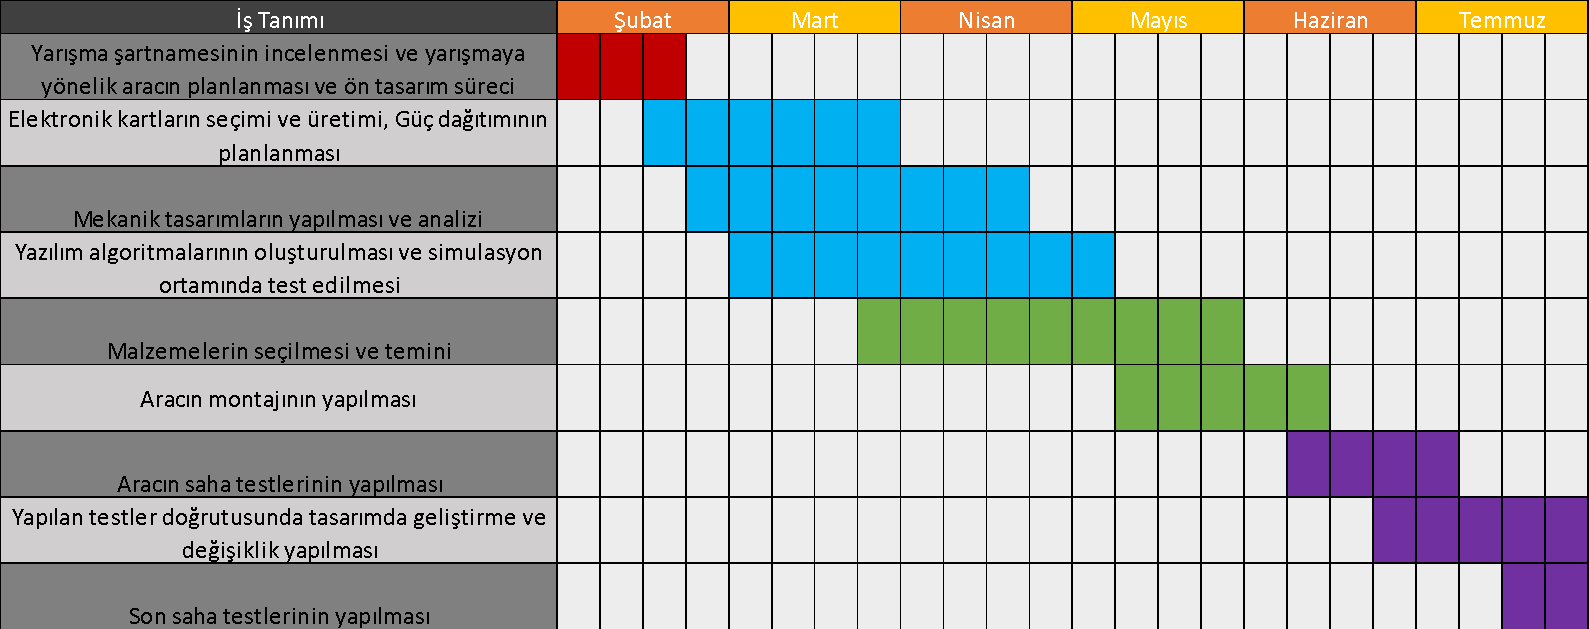 İş Tanımı
Şubat
Mart
Nisan
Mayıs
Haziran
Temmuz
Yarışma şartnamesinin incelenmesi ve yarışmaya
yönelik aracın planlanması ve ön tasarım süreci
Elektronik kartların seçimi ve üretimi, Güç dağıtımının
planlanması
Mekanik tasarımların yapılması ve analizi
Yazılım algoritmalarının oluşturulması ve simulasyon
ortamında test edilmesi
Malzemelerin seçilmesi ve temini
Aracın montajının yapılması
Aracın saha testlerinin yapılması
Yapılan testler doğrutusunda tasarımda geliştirme ve
değişiklik yapılması
Son saha testlerinin yapılması